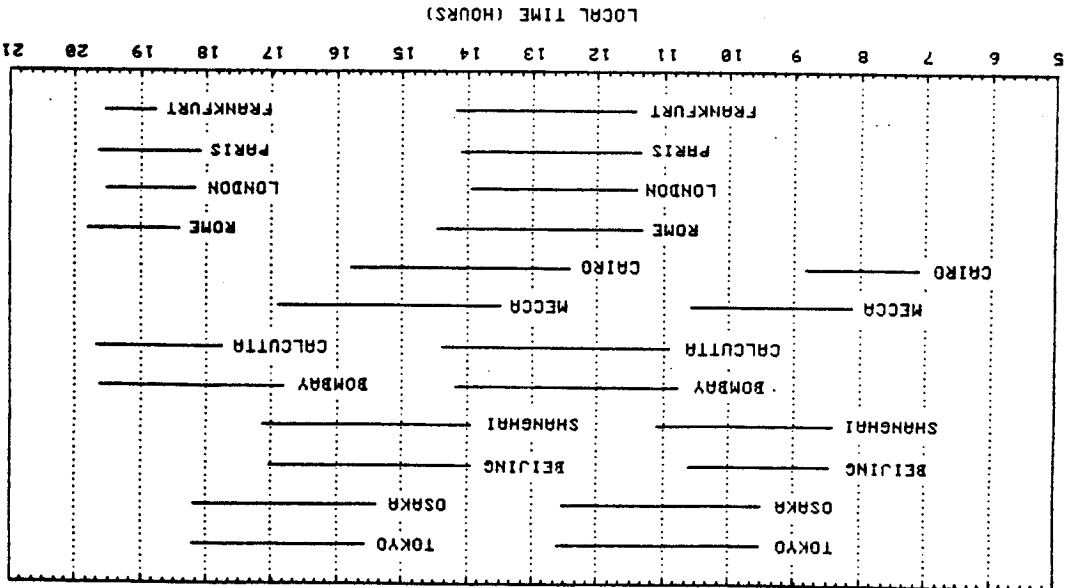 TOKYO TOKYO
OSAKA OSAKA
BEIJING BEIJING
SHANGHAI SHANGHAI
BOMBAY BOMBAY
CALCUTTA CALCUTTA
MECCA MECCA
CAIRO CAIRO
ROME ROME
LONDON LONDON
PARIS PARIS
FRANKFURT FRANKFURT
5 6 7 8 9 10 11 12 13 14 15 16 17 18 19 20 21
LOCAL TIME (HOURS)